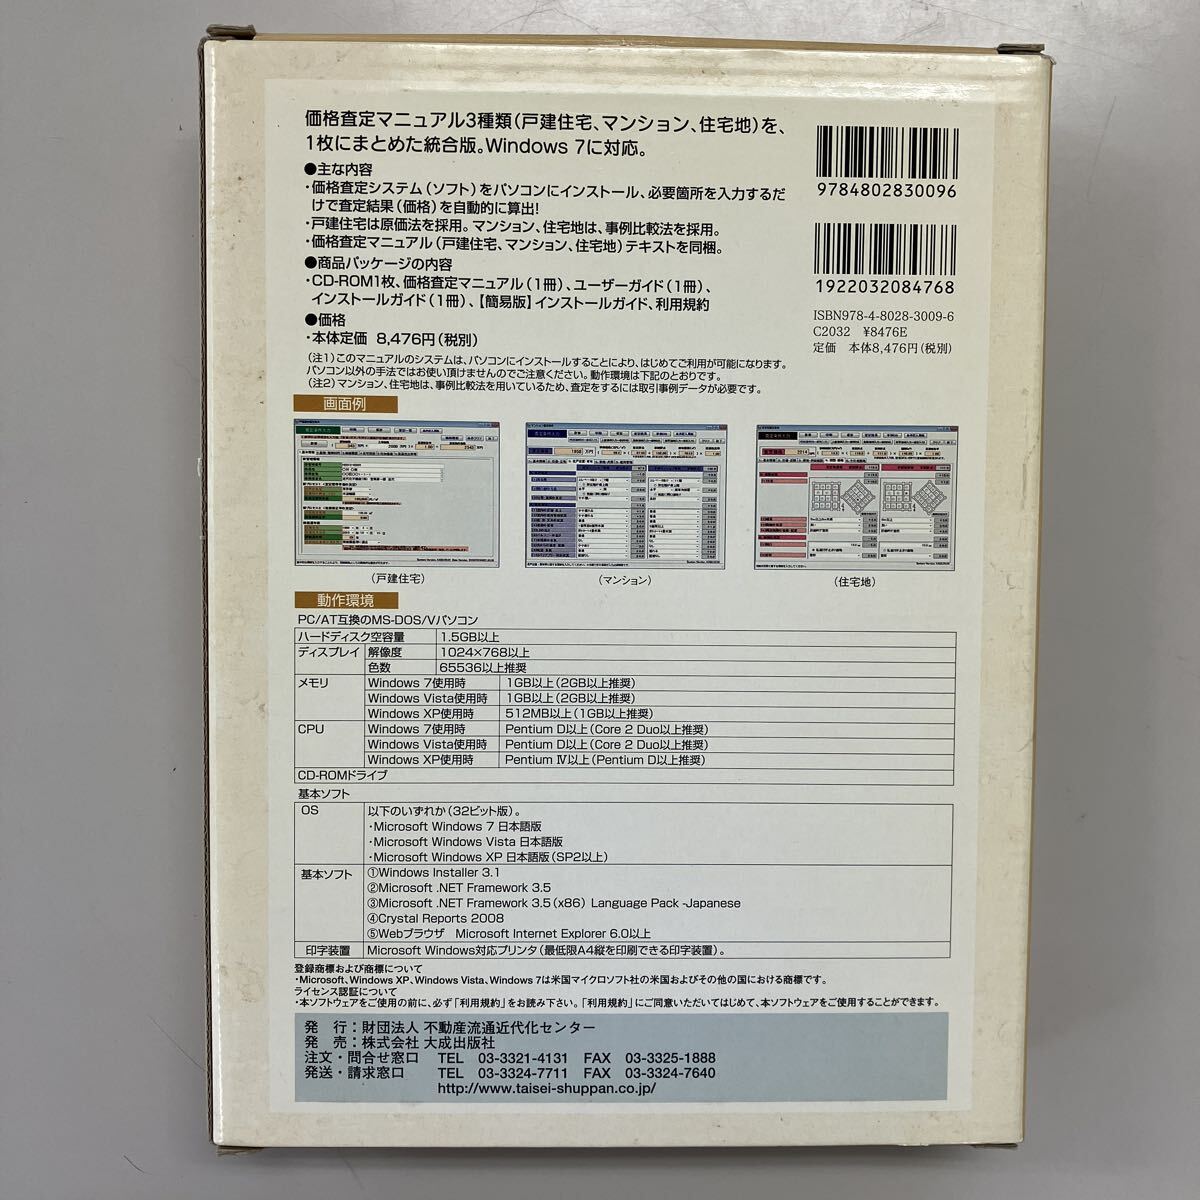 価格査定マニュアル3種類(戸建住宅、マンション、住宅地)を、
1枚にまとめた統合版。Windows 7に対応。
●主な内容
・価格査定システム(ソフト)をパソコンにインストール、必要箇所を入力するだ
けで査定結果(価格)を自動的に算出!
・戸建住宅は原価法を採用。マンション、住宅地は、事例比較法を採用。
・価格査定マニュアル(戸建住宅、マンション、住宅地)テキストを同梱。
●商品パッケージの内容
・CD-ROM1枚、価格査定マニュアル(1冊)、ユーザーガイド(1冊)、
インストールガイド(1冊)、【簡易版】インストールガイド、利用規約
●価格
・本体定価 8,476円(税別)
9784802830096
1922032084768
ISBN978-4-8028-3009-6
C2032 ¥8476E
定価 本体8,476円(税別)
(注1)このマニュアルのシステムは、パソコンにインストールすることにより、はじめてご利用が可能になります。
パソコン以外の手法ではお使い頂けませんのでご注意ください。動作環境は下記のとおりです。
(注2)マンション、住宅地は、事例比較法を用いているため、査定をするには取引事例データが必要です。
画面例
(戸建住宅)
(マンション)
(住宅地)
動作環境
PC/AT互換のMS-DOS/Vパソコン
ハードディスク空容量 1.5GB以上
ディスプレイ 解像度 1024×768以上
色数 65536以上推奨
メモリ Windows 7使用時 1GB以上(2GB以上推奨)
Windows Vista使用時 1GB以上(2GB以上推奨)
Windows XP使用時 512MB以上(1GB以上推奨)
CPU Windows 7使用時 Pentium D以上(Core 2 Duo以上推奨)
Windows Vista使用時 Pentium D以上(Core 2 Duo以上推奨)
Windows XP使用時 Pentium Ⅳ以上(Pentium D以上推奨)
CD-ROMドライブ
基本ソフト
OS 以下のいずれか(32ビット版)。
・Microsoft Windows 7 日本語版
・Microsoft Windows Vista 日本語版
・Microsoft Windows XP 日本語版(SP2以上)
基本ソフト ①Windows Installer 3.1
②Microsoft .NET Framework 3.5
③Microsoft .NET Framework 3.5(x86) Language Pack -Japanese
④Crystal Reports 2008
⑤Webブラウザ Microsoft Internet Explorer 6.0以上
印字装置 Microsoft Windows対応プリンタ(最低限A4縦を印刷できる印字装置)。
登録商標および商標について
・Microsoft、Windows XP、Windows Vista、Windows 7は米国マイクロソフト社の米国およびその他の国における商標です。
ライセンス認証について
・本ソフトウェアをご使用の前に、必ず「利用規約」をお読み下さい。「利用規約」にご同意いただいてはじめて、本ソフトウェアをご使用することができます。
発 行:財団法人 不動産流通近代化センター
発 売:株式会社 大成出版社
注文・問合せ窓口 TEL 03-3321-4131 FAX 03-3325-1888
発送・請求窓口 TEL 03-3324-7711 FAX 03-3324-7640
http://www.taisei-shuppan.co.jp/